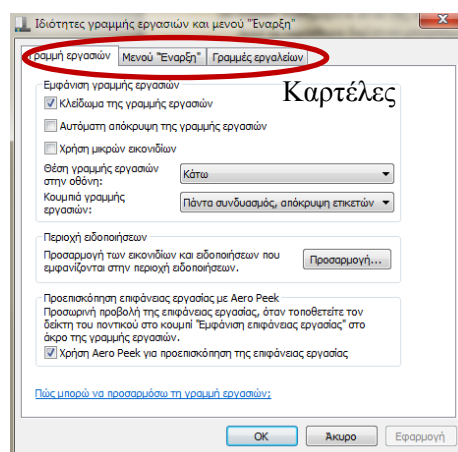 Ιδιότητες γραμμής εργασιών και μενού "Έναρξη"
Γραμμή εργασιών Μενού "Έναρξη" Γραμμές εργαλείων
Καρτέλες
Εμφάνιση γραμμής εργασιών
Κλείδωμα της γραμμής εργασιών
Αυτόματη απόκρυψη της γραμμής εργασιών
Χρήση μικρών εικονιδίων
Θέση γραμμής εργασιών
στην οθόνη:
Κάτω
Κουμπιά γραμμής
εργασιών:
Πάντα συνδυασμός, απόκρυψη ετικετών
Περιοχή ειδοποιήσεων
Προσαρμογή των εικονιδίων και ειδοποιήσεων που
εμφανίζονται στην περιοχή ειδοποιήσεων.
Προσαρμογή...
Προεπισκόπηση επιφάνειας εργασίας με Aero Peek
Προσωρινή προβολή της επιφάνειας εργασίας, όταν τοποθετείτε τον
δείκτη του ποντικού στο κουμπί "Εμφάνιση επιφάνειας εργασίας" στο
άκρο της γραμμής εργασιών.
Χρήση Aero Peek για προεπισκόπηση της επιφάνειας εργασίας
Πώς μπορώ να προσαρμόσω τη γραμμή εργασιών;
OK Άκυρο Εφαρμογή